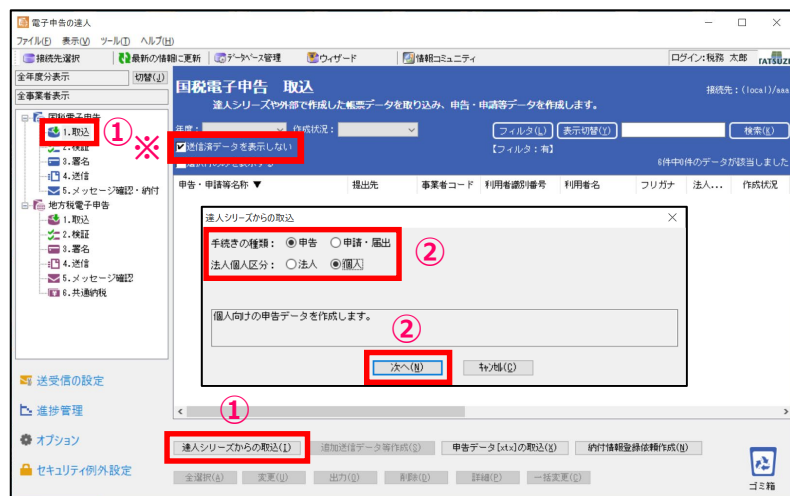 電子申告の達人
ファイル(F) 表示(V) ツール(T) ヘルプ(H)
接続先選択 最新の情報に更新 データベース管理 ウィザード 情報コミュニティ ログイン:税務 太郎 TATSUZI
全年度分表示 切替(J)
全事業者表示
国税電子申告 取込
接続先：(local)/aaa
達人シリーズや外部で作成した帳票データを取り込み、申告・申請等データを作成します。
国税電子申告
1.取込
①
※
2.検証
3.署名
4.送信
5.メッセージ確認・納付
地方税電子申告
1.取込
2.検証
3.署名
4.送信
5.メッセージ確認
6.共通納税
年度： 作成状況： フィルタ(L) 表示切替(Y) 検索(K)
送信済データを表示しない
【フィルタ：有】
6件中0件のデータが該当しました
申告・申請等名称 ▼ 提出先 事業者コード 利用者識別番号 利用者名 フリガナ 法人... 作成状況
達人シリーズからの取込
手続きの種類： 申告 申請・届出
法人個人区分： 法人 個人
②
個人向けの申告データを作成します。
②
次へ(N) ｷｬﾝｾﾙ(C)
送受信の設定
進捗管理
オプション
セキュリティ例外設定
①
達人シリーズからの取込(I) 追加送信データ等作成(S) 申告データ[xtx]の取込(X) 納付情報登録依頼作成(N)
全選択(A) 変更(U) 出力(O) 削除(D) 詳細(P) 一括変更(C)
ゴミ箱